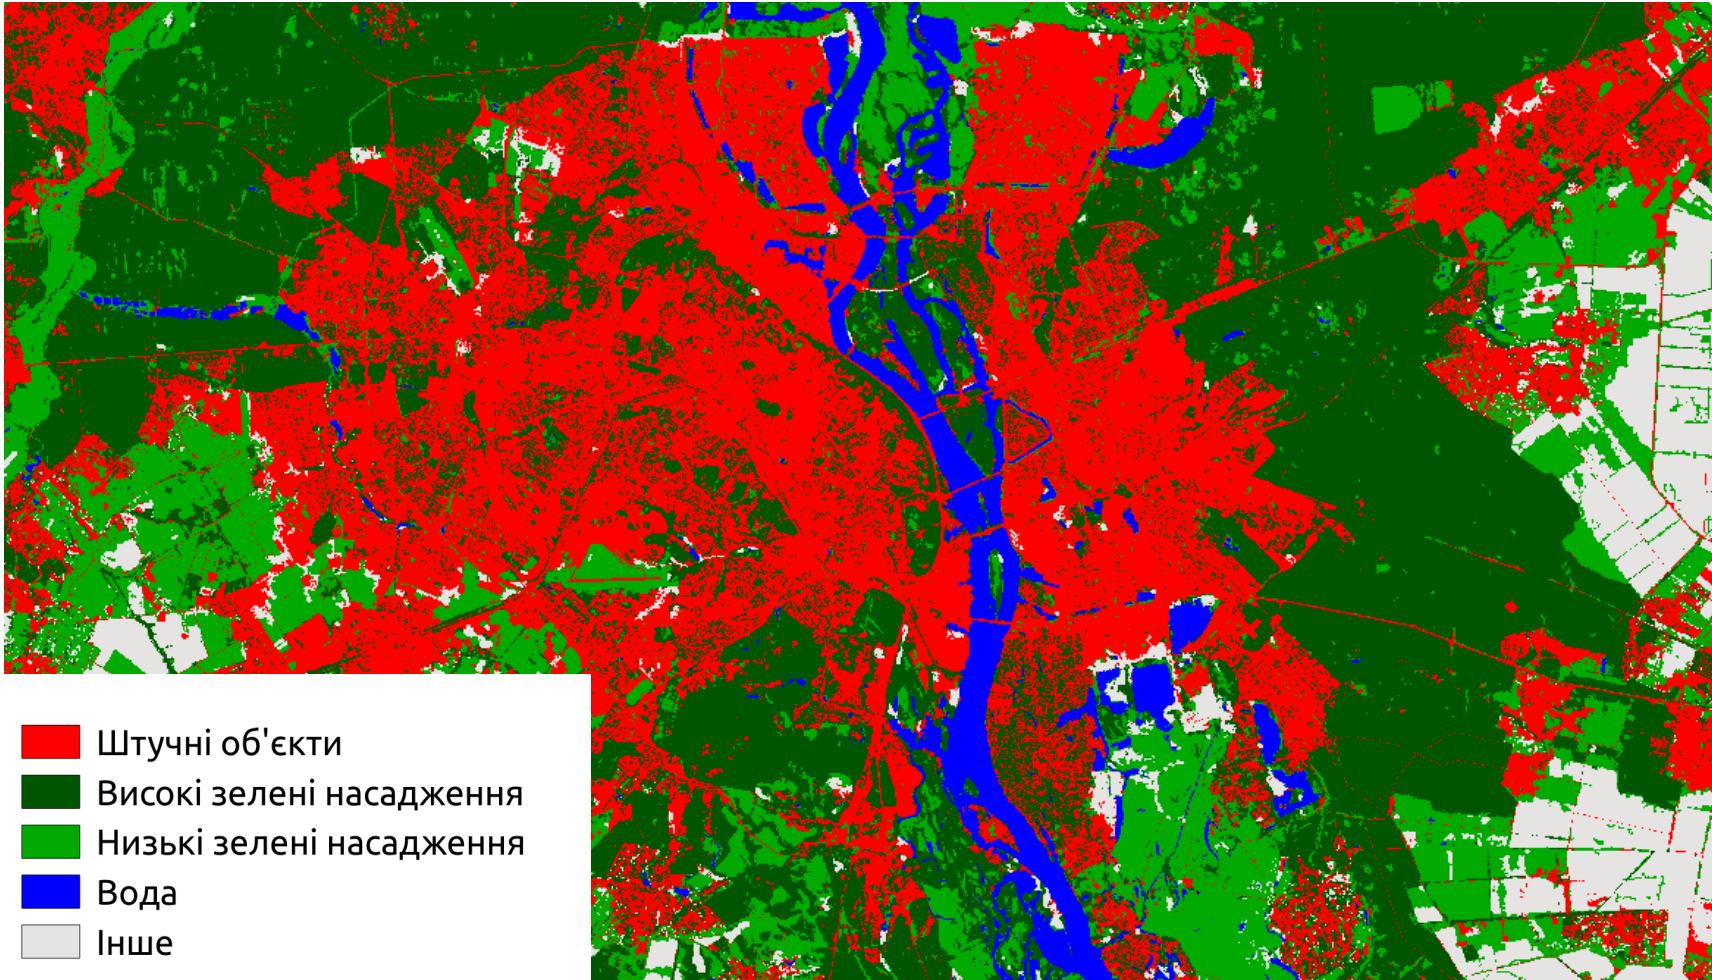 Штучні об'єкти
Високі зелені насадження
Низькі зелені насадження
Вода
Інше